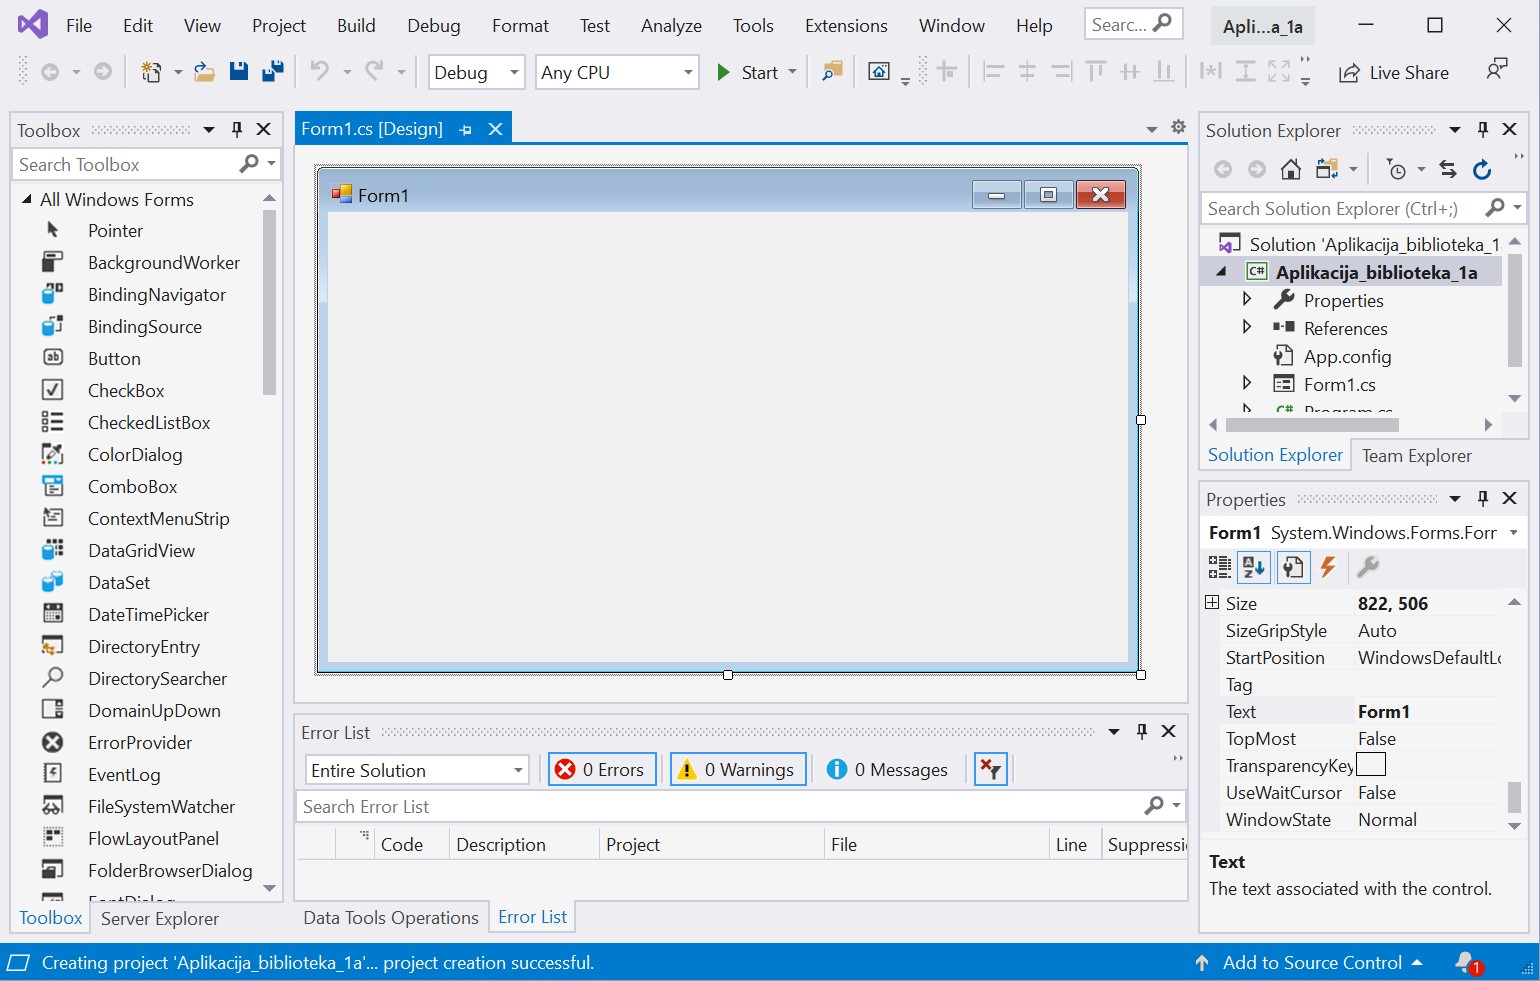 File Edit View Project Build Debug Format Test Analyze Tools Extensions Window Help Searc... Apli...a_1a
Debug Any CPU Start Live Share
Toolbox
Search Toolbox
All Windows Forms
Pointer
BackgroundWorker
BindingNavigator
BindingSource
Button
CheckBox
CheckedListBox
ColorDialog
ComboBox
ContextMenuStrip
DataGridView
DataSet
DateTimePicker
DirectoryEntry
DirectorySearcher
DomainUpDown
ErrorProvider
EventLog
FileSystemWatcher
FlowLayoutPanel
FolderBrowserDialog
FontDialog
Toolbox Server Explorer
Form1.cs [Design]
Form1
Error List
Entire Solution 0 Errors 0 Warnings 0 Messages
Search Error List
Code Description Project File Line Suppressi
Data Tools Operations Error List
Solution Explorer
Search Solution Explorer (Ctrl+;)
Solution 'Aplikacija_biblioteka_1
C# Aplikacija_biblioteka_1a
Properties
References
App.config
Form1.cs
C# Program.cs
Solution Explorer Team Explorer
Properties
Form1 System.Windows.Forms.Forr
Size 822, 506
SizeGripStyle Auto
StartPosition WindowsDefaultLo
Tag
Text Form1
TopMost False
TransparencyKey
UseWaitCursor False
WindowState Normal
Text
The text associated with the control.
Creating project 'Aplikacija_biblioteka_1a'... project creation successful. Add to Source Control 1